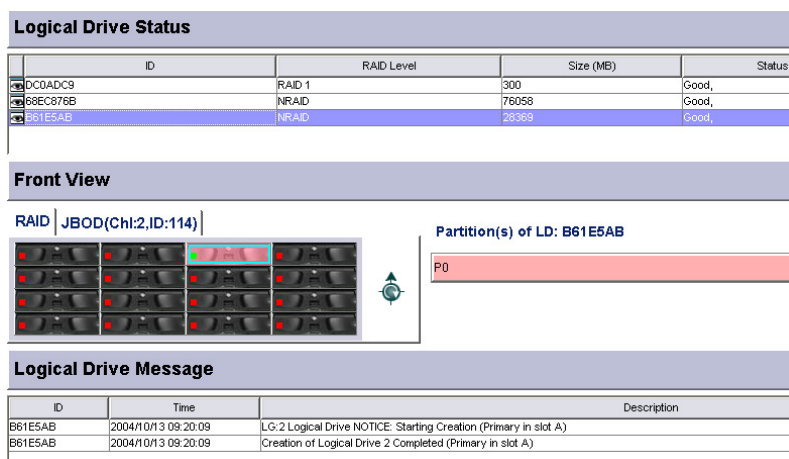 Logical Drive Status
ID RAID Level Size (MB) Status
DC0ADC9 RAID 1 300 Good,
68EC876B NRAID 76058 Good,
B61E5AB NRAID 28369 Good,
Front View
RAID JBOD(Chl:2,ID:114)
Partition(s) of LD: B61E5AB
P0
Logical Drive Message
ID Time Description
B61E5AB 2004/10/13 09:20:09 LG:2 Logical Drive NOTICE: Starting Creation (Primary in slot A)
B61E5AB 2004/10/13 09:20:09 Creation of Logical Drive 2 Completed (Primary in slot A)